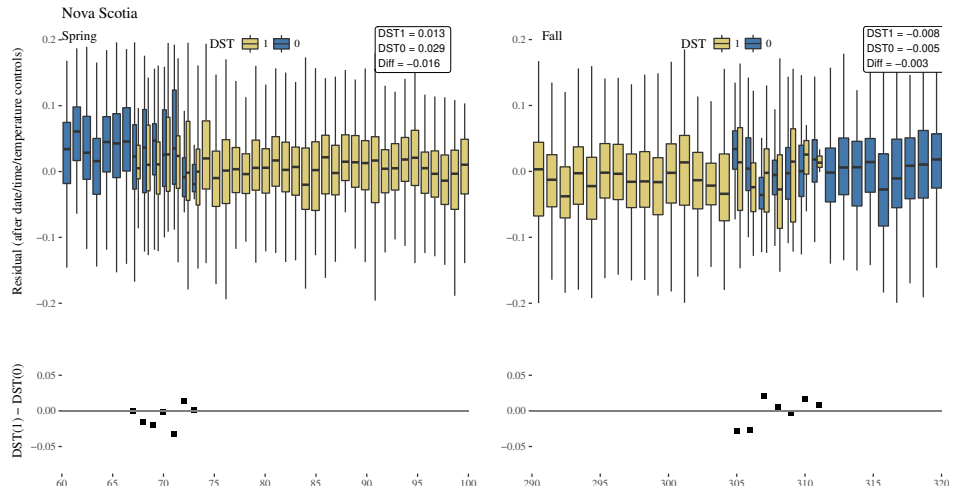 Nova Scotia
Spring
DST 1 0
DST1 = 0.013
DST0 = 0.029
Diff = −0.016
Fall
DST 1 0
DST1 = −0.008
DST0 = −0.005
Diff = −0.003
Residual (after date/time/temperature controls)
0.2
0.1
0.0
−0.1
−0.2
0.2
0.1
0.0
−0.1
−0.2
DST(1) − DST(0)
0.05
0.00
−0.05
0.05
0.00
−0.05
60 65 70 75 80 85 90 95 100
290 295 300 305 310 315 320